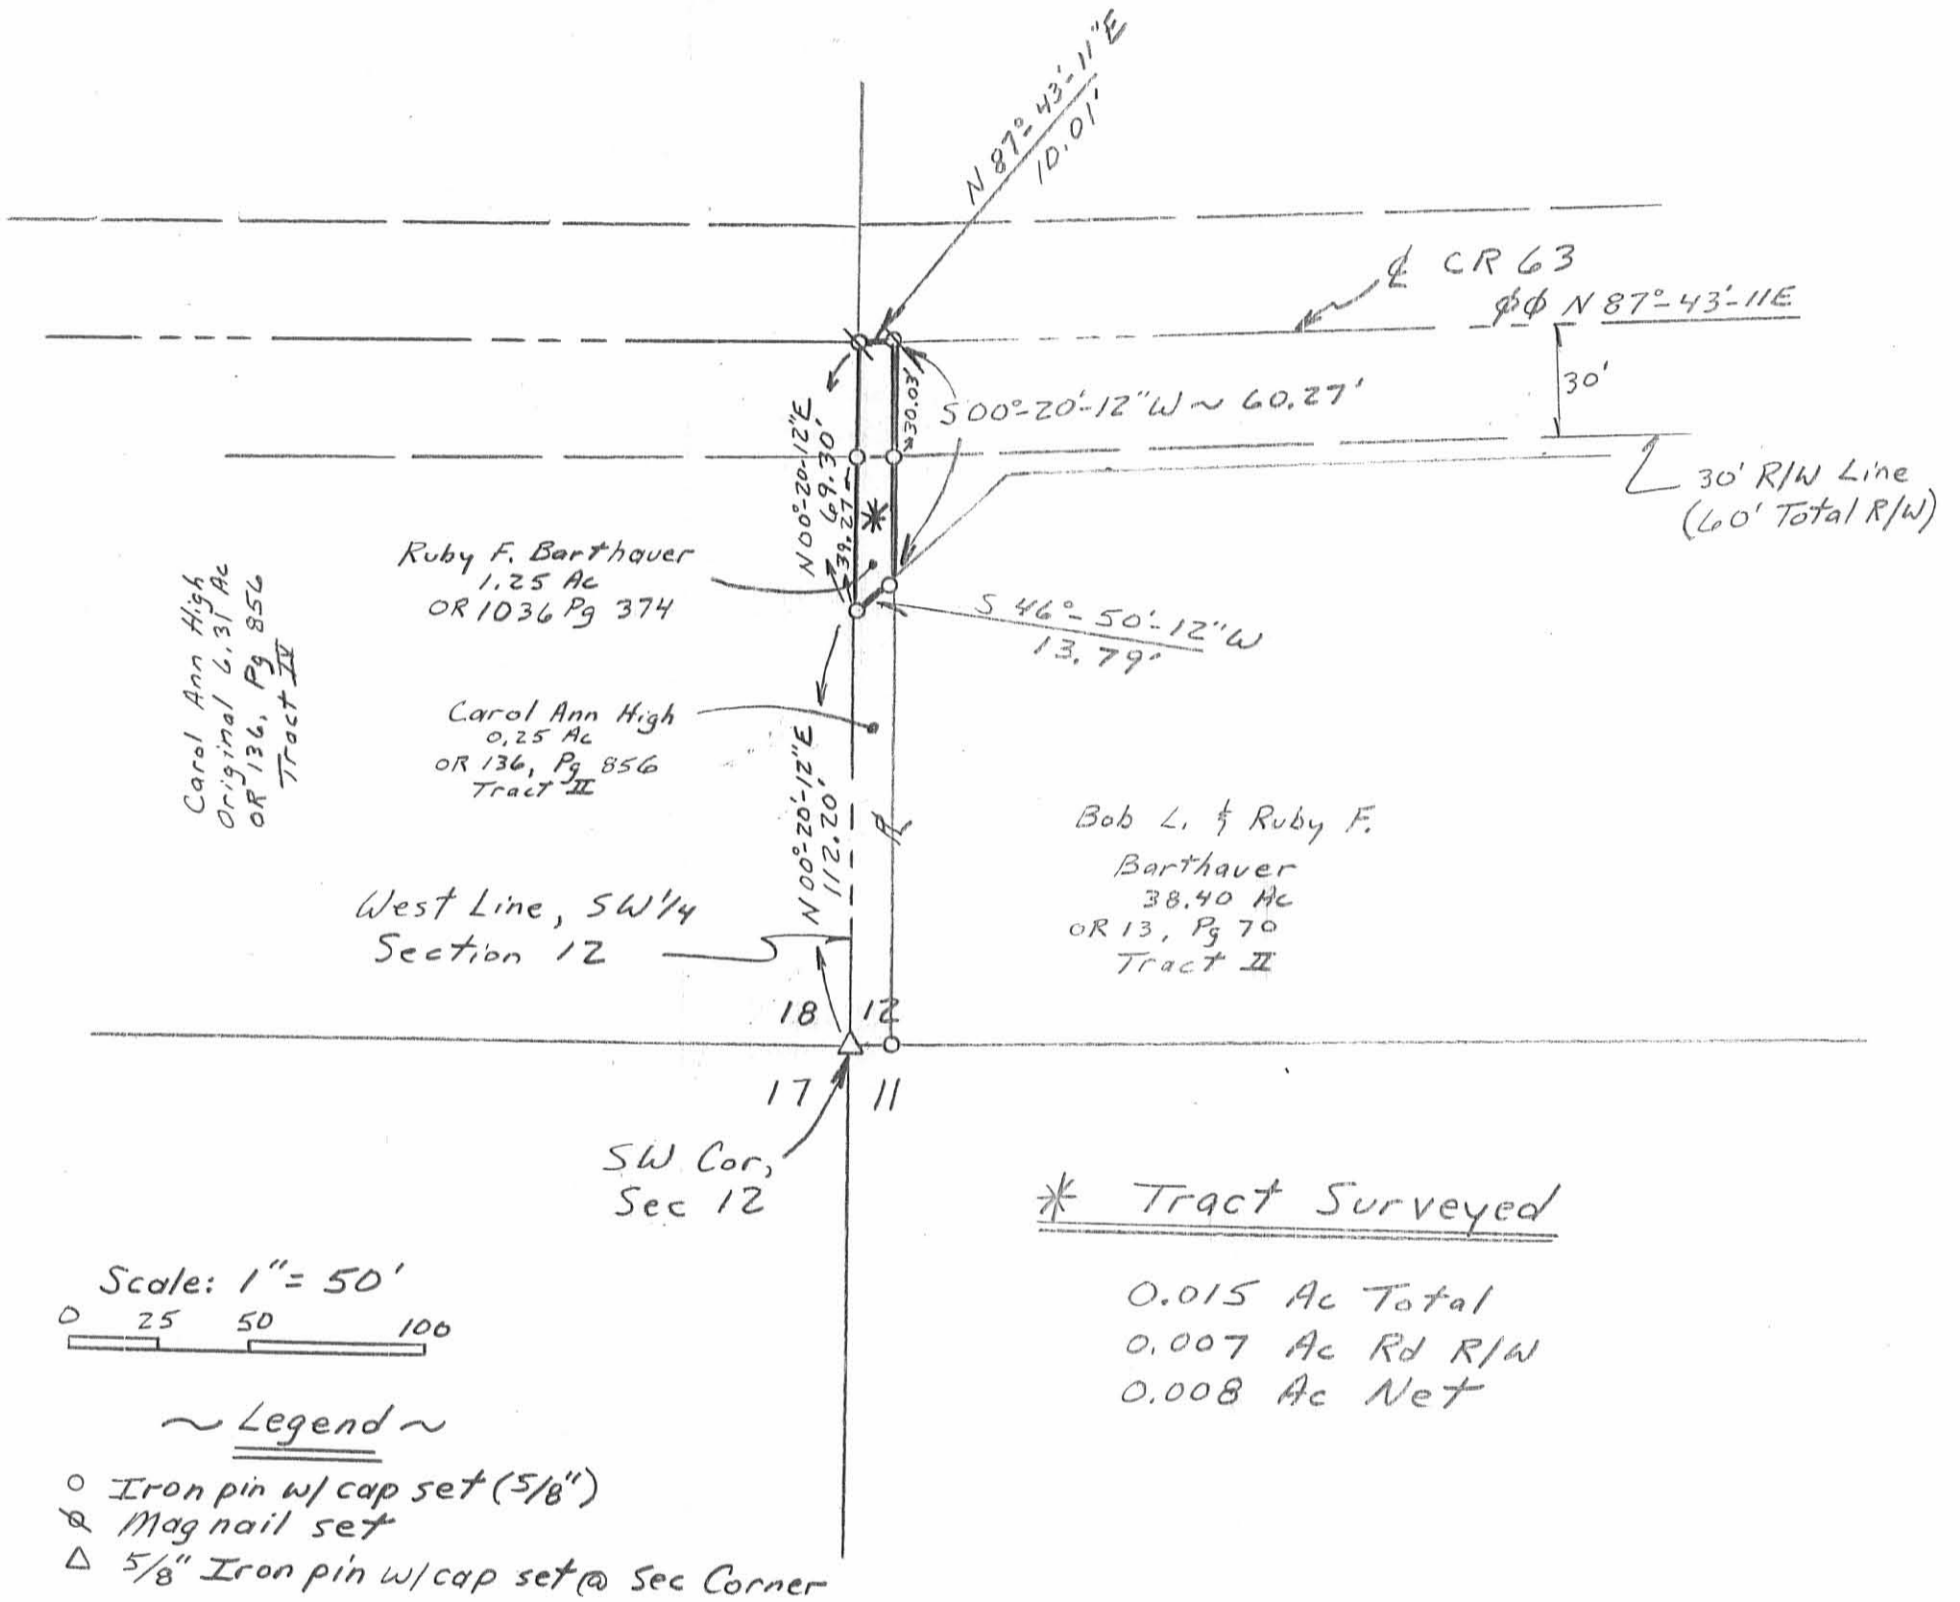 N 87°-43'-11"E
10.01'
℄ CR 63
N 87°-43'-11E
30'
S 00°-20'-12"W ~ 60.27'
30.03'
N 00°-20'-12"E
69.30'
39.27
30' R/W Line
(60' Total R/W)
Ruby F. Barthauer
1.25 Ac
OR 1036 Pg 374
S 46°-50'-12"W
13.79'
Carol Ann High
Original 6.31 Ac
OR 136, Pg 856
Tract IV
Carol Ann High
0.25 Ac
OR 136, Pg 856
Tract II
N 00°-20'-12"E
112.20'
Bob L. & Ruby F.
Barthauer
38.40 Ac
OR 13, Pg 70
Tract II
West Line, SW 1/4
Section 12
18 12
17 11
SW Cor,
Sec 12
* Tract Surveyed
0.015 Ac Total
0.007 Ac Rd R/W
0.008 Ac Net
Scale: 1" = 50'
0 25 50 100
~ Legend ~
Iron pin w/ cap set (5/8")
Mag nail set
5/8" Iron pin w/ cap set @ Sec Corner